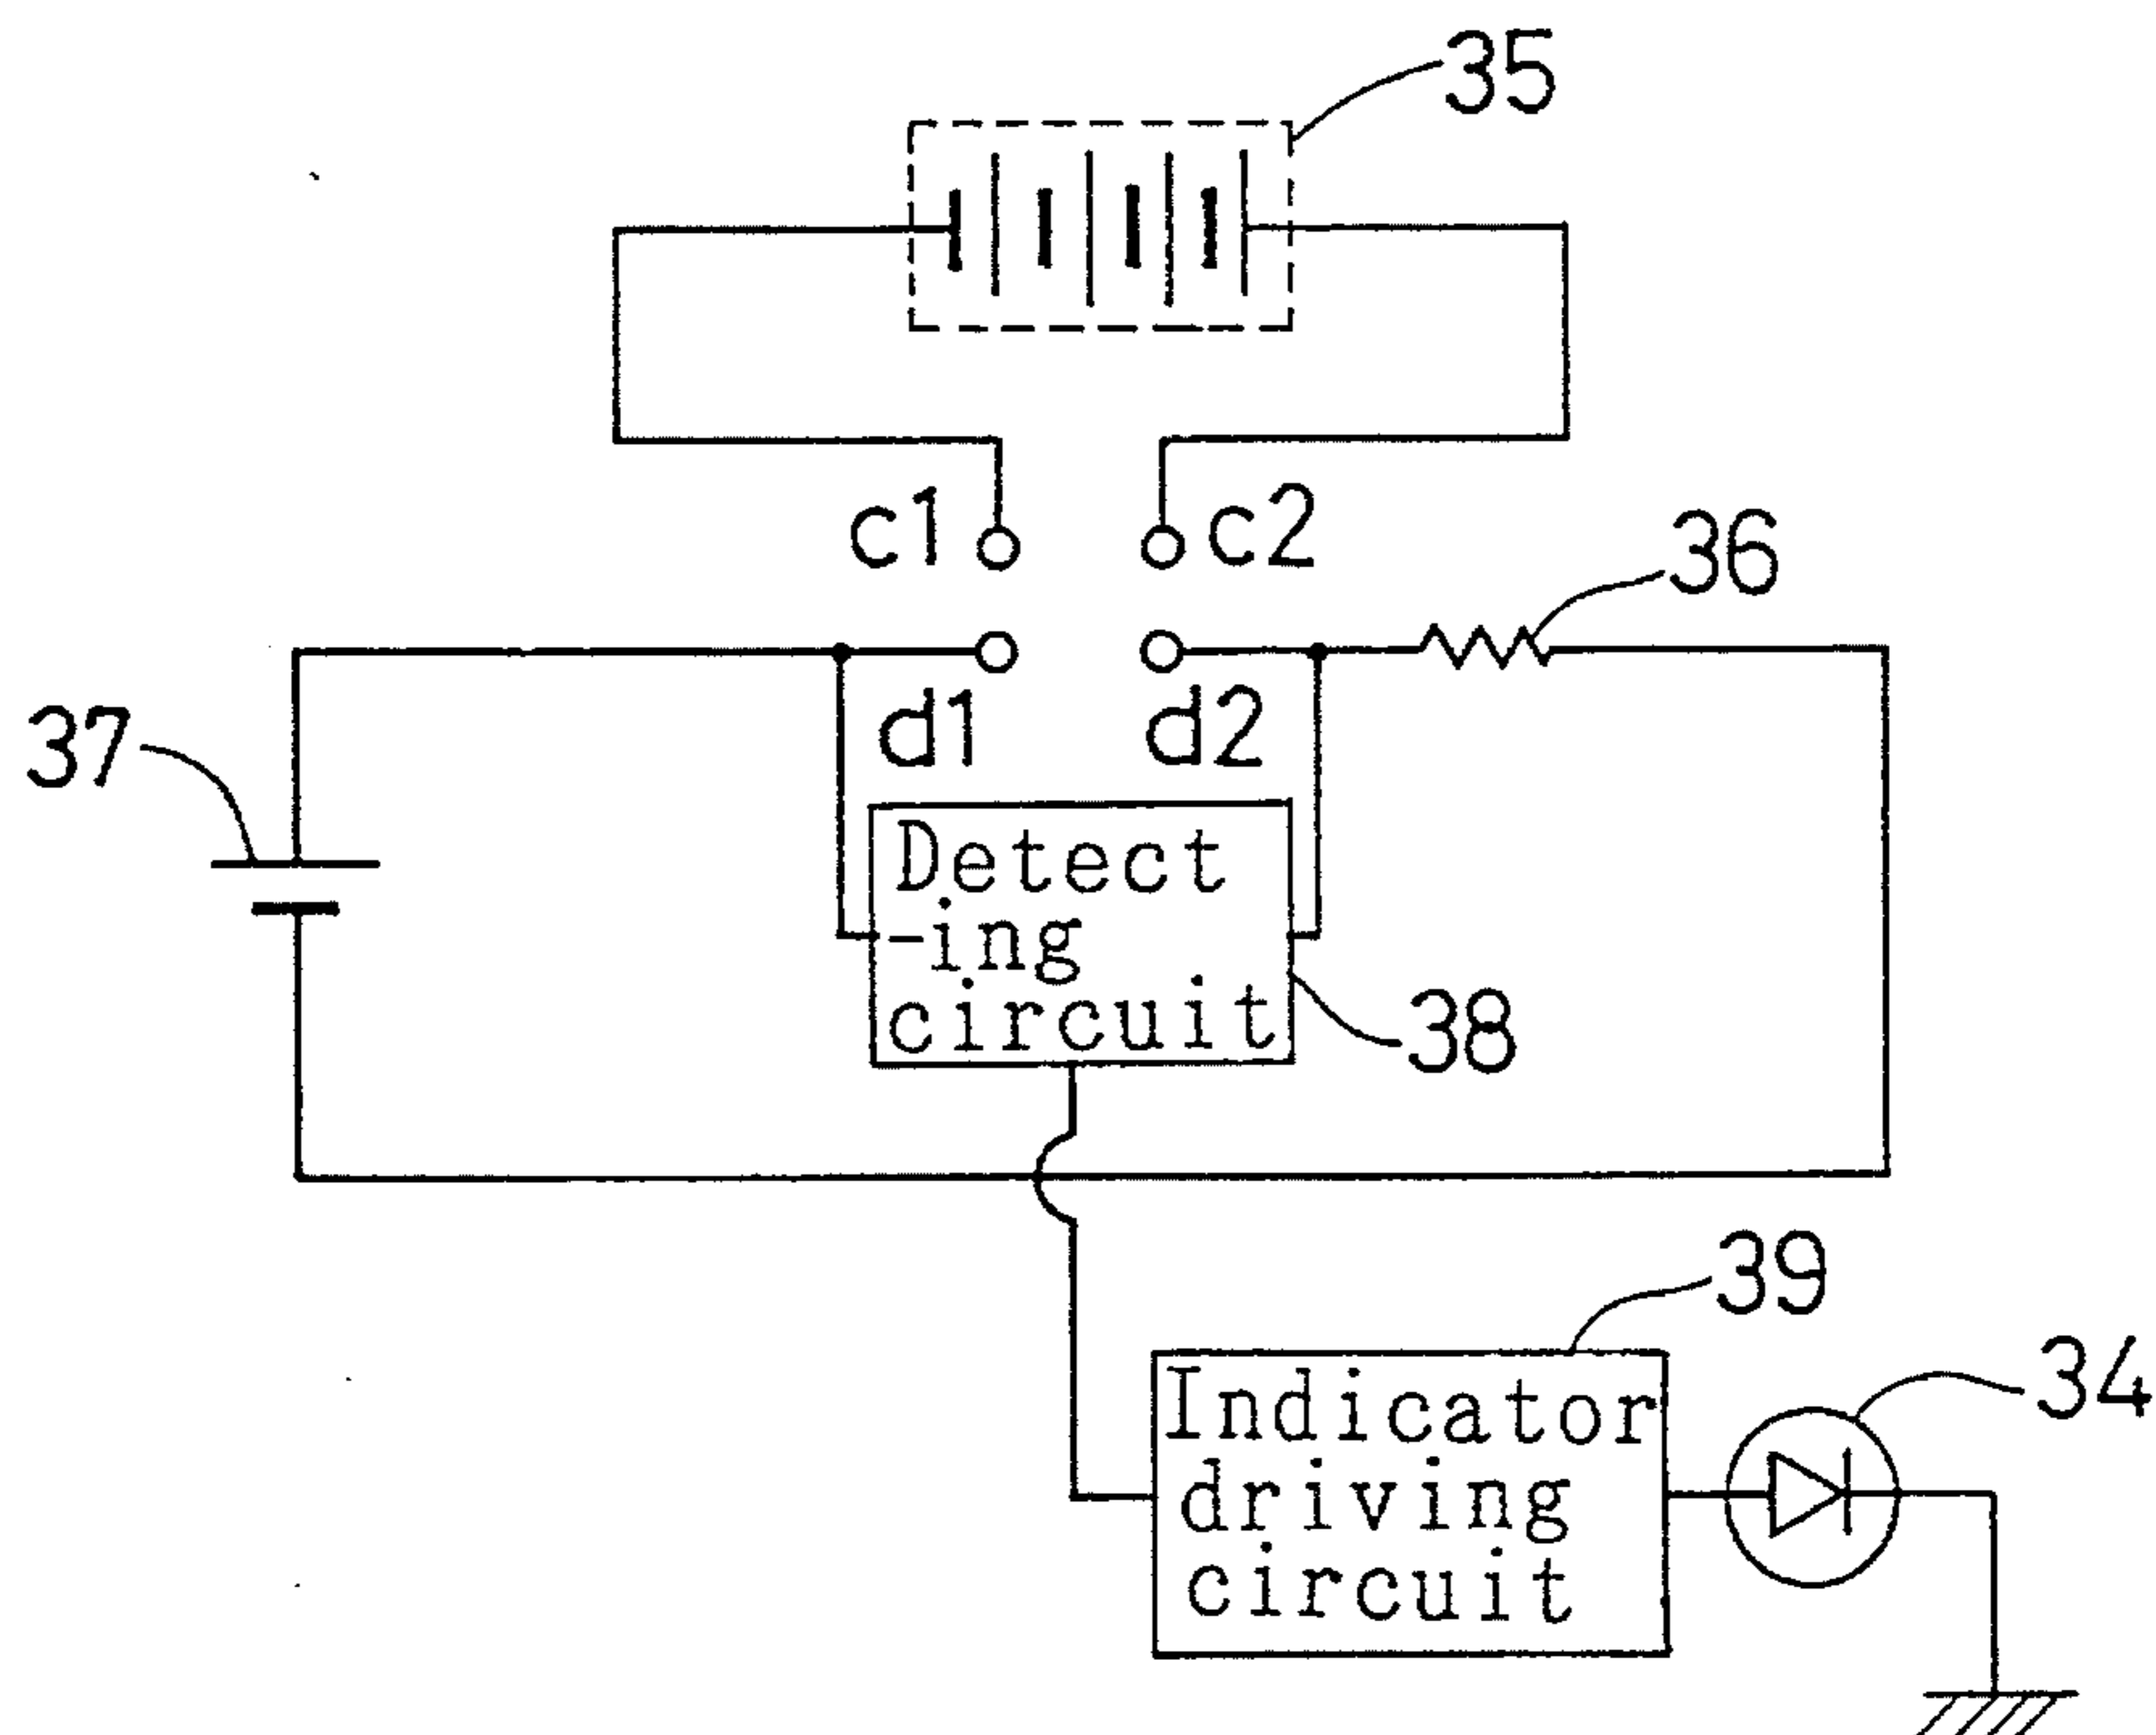 35
c1
c2
36
d1
d2
37
Detect
-ing
circuit
38
39
34
Indicator
driving
circuit